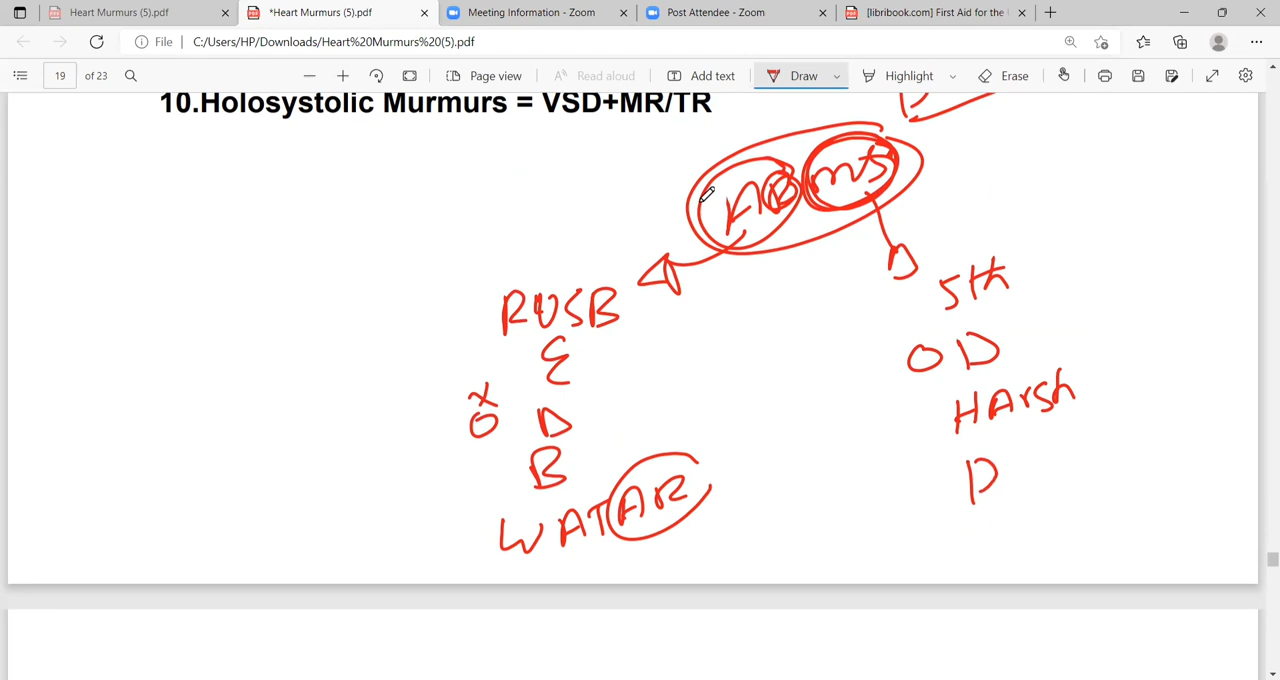 Heart Murmurs (5).pdf
*Heart Murmurs (5).pdf
Meeting Information - Zoom
Post Attendee - Zoom
[libribook.com] First Aid for the
File
C:/Users/HP/Downloads/Heart%20Murmurs%20(5).pdf
19
of 23
Page view
Read aloud
Add text
Draw
Highlight
Erase
10.Holosystolic Murmurs = VSD+MR/TR
AR
MS
RUSB
5th
E
O D
X
HArsh
O D
B
D
WATAR